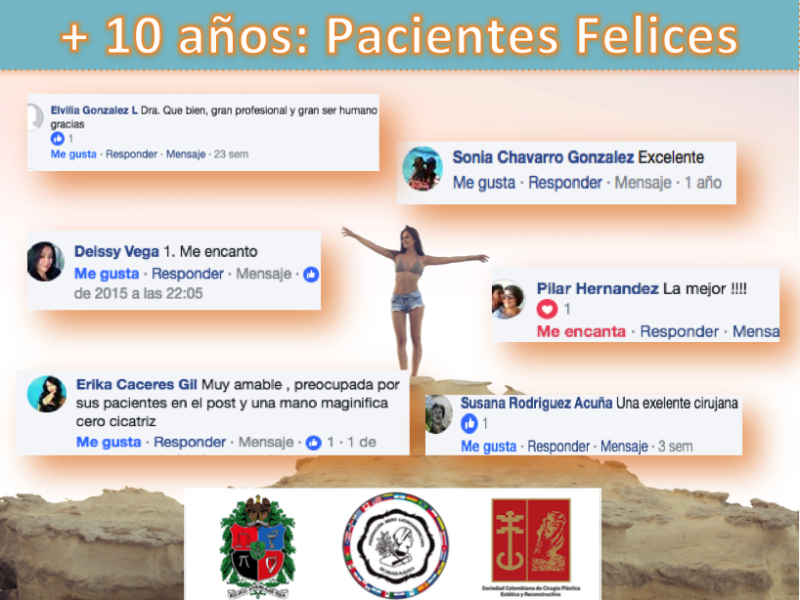 + 10 años: Pacientes Felices
Elvilia Gonzalez L Dra. Que bien, gran profesional y gran ser humano
gracias
1
Me gusta · Responder · Mensaje · 23 sem
Sonia Chavarro Gonzalez Excelente
Me gusta · Responder · Mensaje · 1 año
Deissy Vega 1. Me encanto
Me gusta · Responder · Mensaje ·
de 2015 a las 22:05
Pilar Hernandez La mejor !!!!
1
Me encanta · Responder · Mensa
Erika Caceres Gil Muy amable , preocupada por
sus pacientes en el post y una mano maginifica
cero cicatriz
Me gusta · Responder · Mensaje · 1 · 1 de
Susana Rodriguez Acuña Una exelente cirujana
1
Me gusta · Responder · Mensaje · 3 sem
Sociedad Colombiana de Cirugía Plástica
Estética y Reconstructiva